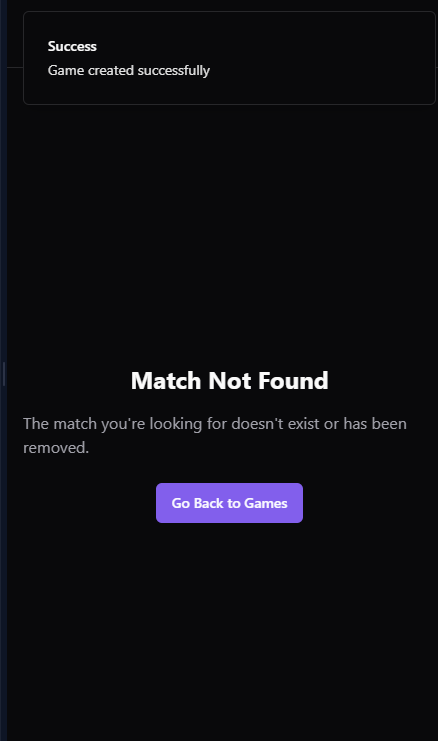 Success
Game created successfully
Match Not Found
The match you're looking for doesn't exist or has been
removed.
Go Back to Games